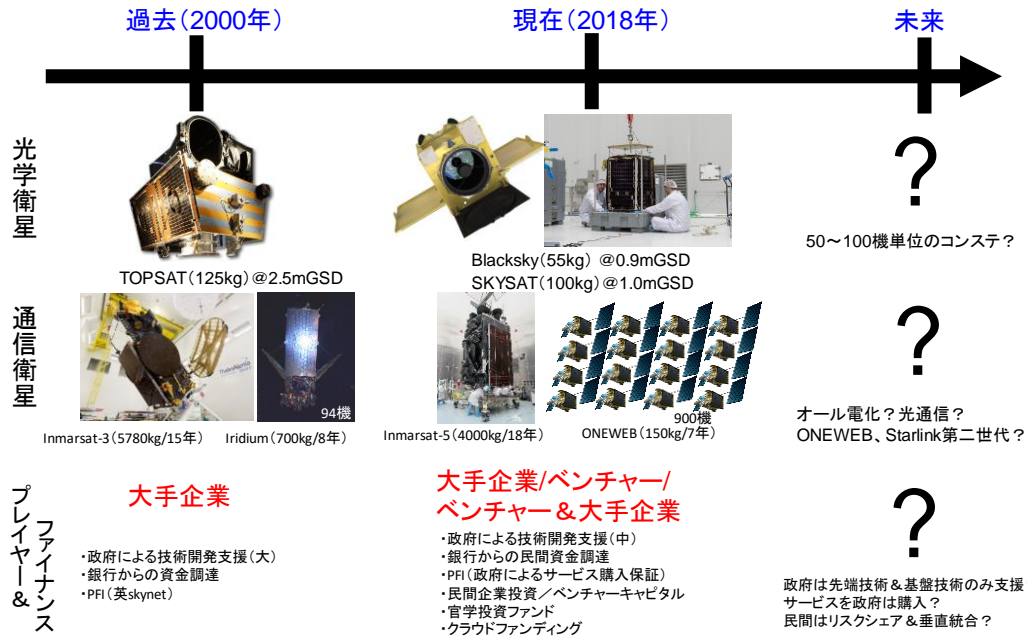 過去(2000年)
現在(2018年)
未来
光学衛星
TOPSAT(125kg)@2.5mGSD
Blacksky(55kg) @0.9mGSD
SKYSAT(100kg)@1.0mGSD
?
50~100機単位のコンステ?
通信衛星
94機
Inmarsat-3(5780kg/15年)
Iridium(700kg/8年)
Inmarsat-5(4000kg/18年)
900機
ONEWEB(150kg/7年)
?
オール電化?光通信?
ONEWEB、Starlink第二世代?
プレイヤー&
ファイナンス
大手企業
・政府による技術開発支援(大)
・銀行からの資金調達
・PFI(英skynet)
大手企業/ベンチャー/
ベンチャー&大手企業
・政府による技術開発支援(中)
・銀行からの民間資金調達
・PFI(政府によるサービス購入保証)
・民間企業投資/ベンチャーキャピタル
・官学投資ファンド
・クラウドファンディング
?
政府は先端技術&基盤技術のみ支援
サービスを政府は購入?
民間はリスクシェア&垂直統合?